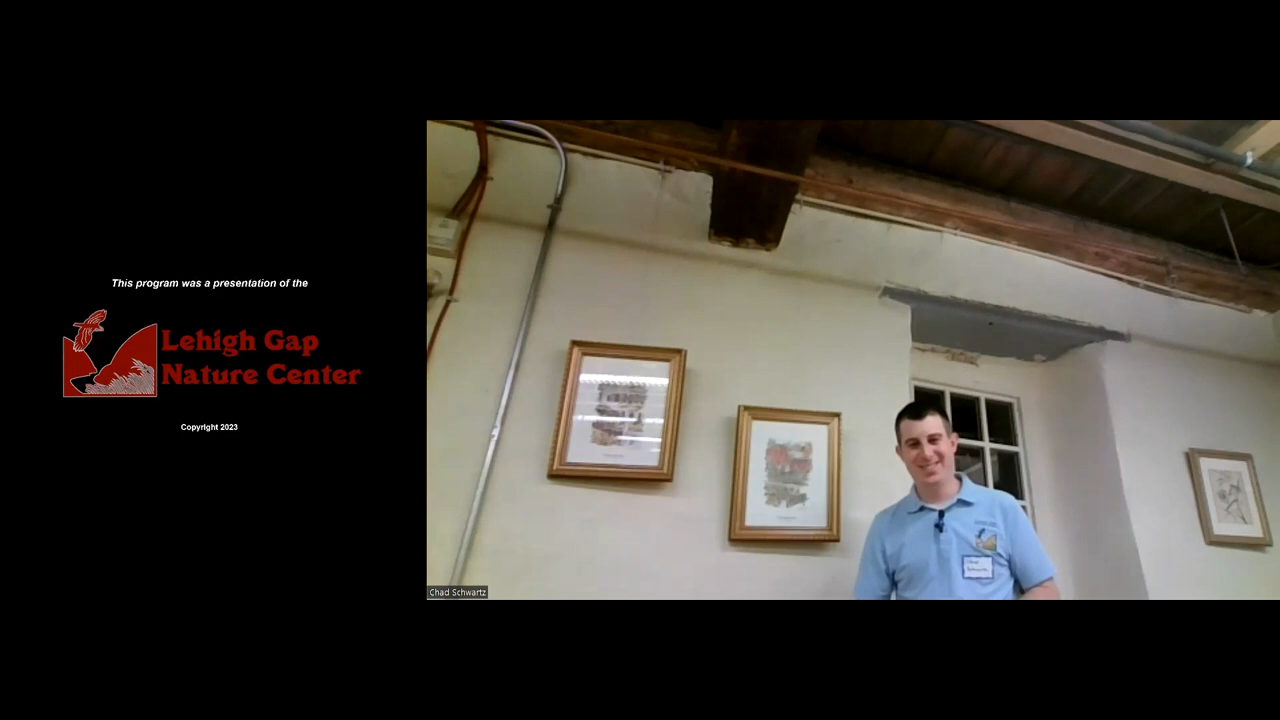 This program was a presentation of the
Lehigh Gap
Nature Center
Copyright 2023
Chad Schwartz